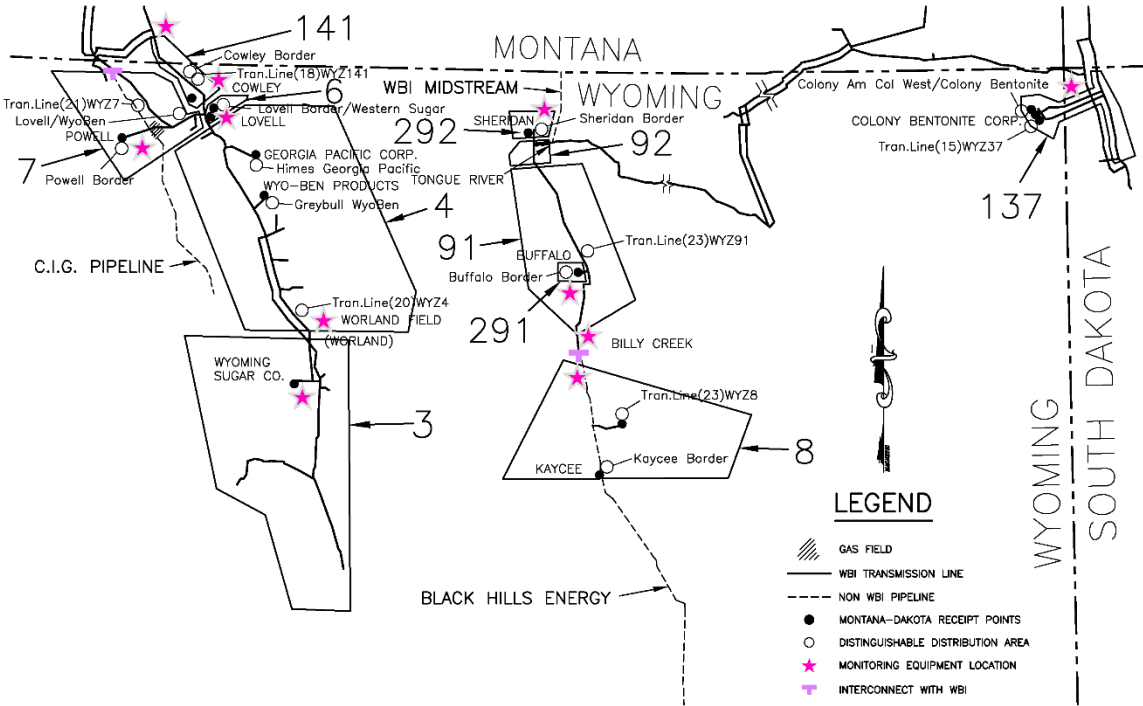 141
MONTANA
Cowley Border
Tran.Line(18)WYZ141
COWLEY
WBI MIDSTREAM
WYOMING
Colony Am Col West/Colony Bentonite
6
Tran.Line(21)WYZ7
Lovell Border/Western Sugar
Lovell/WyoBen
LOVELL
SHERIDAN
Sheridan Border
292
COLONY BENTONITE CORP.
POWELL
92
Tran.Line(15)WYZ37
7
GEORGIA PACIFIC CORP.
Himes Georgia Pacific
Powell Border
TONGUE RIVER
WYO-BEN PRODUCTS
Greybull WyoBen
4
137
91
Tran.Line(23)WYZ91
BUFFALO
C.I.G. PIPELINE
Buffalo Border
Tran.Line(20)WYZ4
WORLAND FIELD
(WORLAND)
291
BILLY CREEK
WYOMING
SUGAR CO.
Tran.Line(23)WYZ8
3
Kaycee Border
KAYCEE
8
WYOMING
SOUTH DAKOTA
BLACK HILLS ENERGY
LEGEND
GAS FIELD
WBI TRANSMISSION LINE
NON WBI PIPELINE
MONTANA-DAKOTA RECEIPT POINTS
DISTINGUISHABLE DISTRIBUTION AREA
MONITORING EQUIPMENT LOCATION
INTERCONNECT WITH WBI